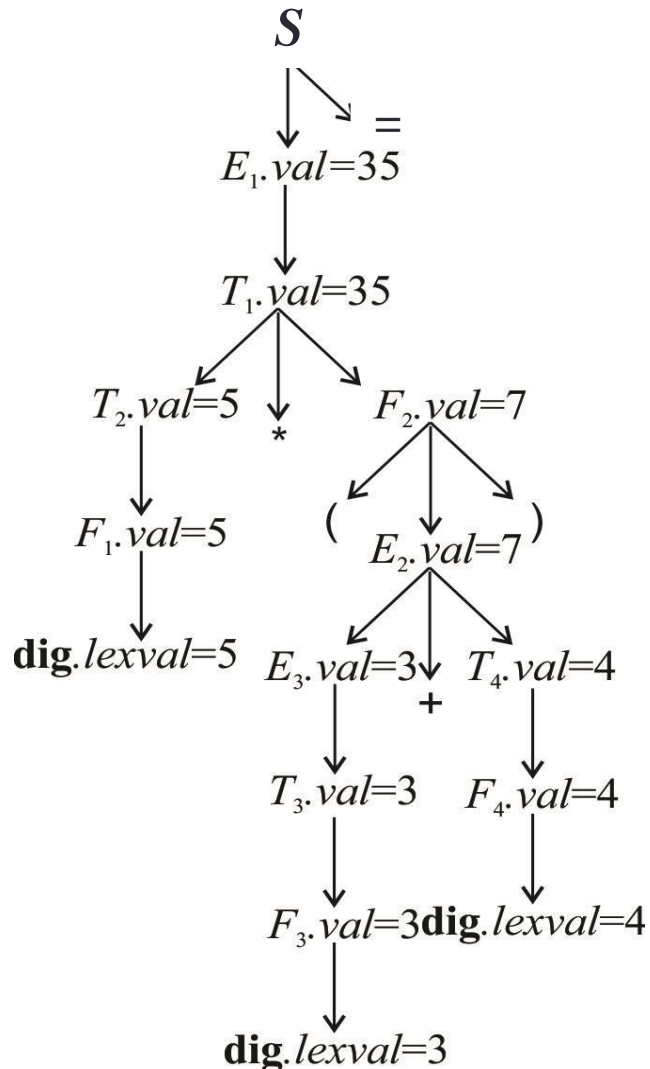 S
=
E₁.val=35
T₁.val=35
T₂.val=5 * F₂.val=7
F₁.val=5 ( E₂.val=7 )
dig.lexval=5 E₃.val=3 + T₄.val=4
T₃.val=3 F₄.val=4
F₃.val=3 dig.lexval=4
dig.lexval=3